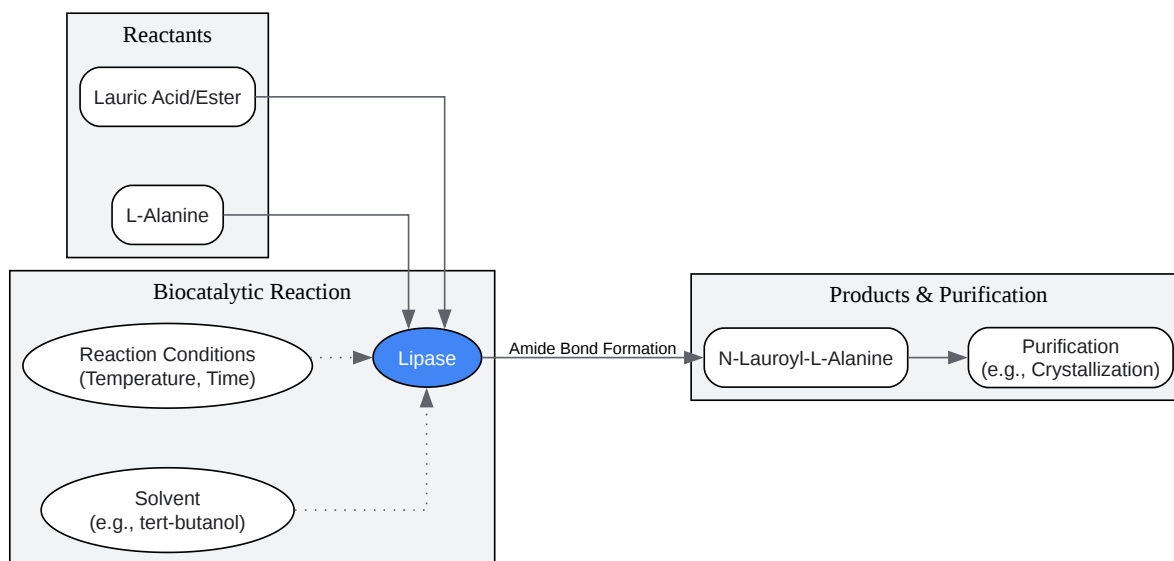 Reactants
Lauric Acid/Ester
L-Alanine
Biocatalytic Reaction
Reaction Conditions
(Temperature, Time)
Lipase
Solvent
(e.g., tert-butanol)
Amide Bond Formation
Products & Purification
N-Lauroyl-L-Alanine
Purification
(e.g., Crystallization)